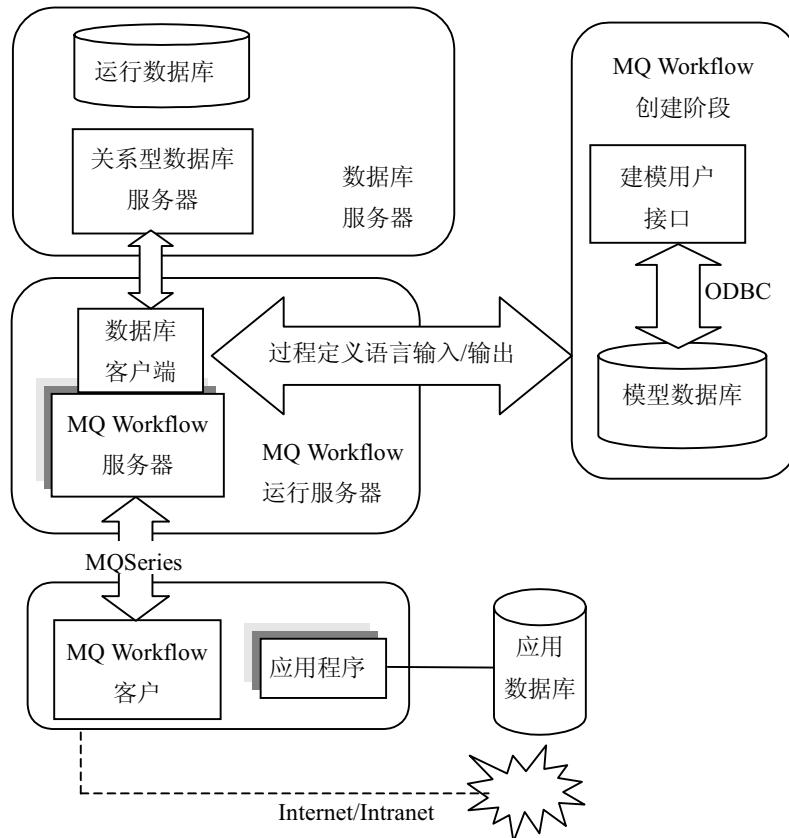 运行数据库
关系型数据库
服务器
数据库
服务器
MQ Workflow
创建阶段
建模用户
接口
ODBC
模型数据库
数据库
客户端
过程定义语言输入/输出
MQ Workflow
服务器
MQ Workflow
运行服务器
MQSeries
MQ Workflow
客户
应用程序
应用
数据库
Internet/Intranet